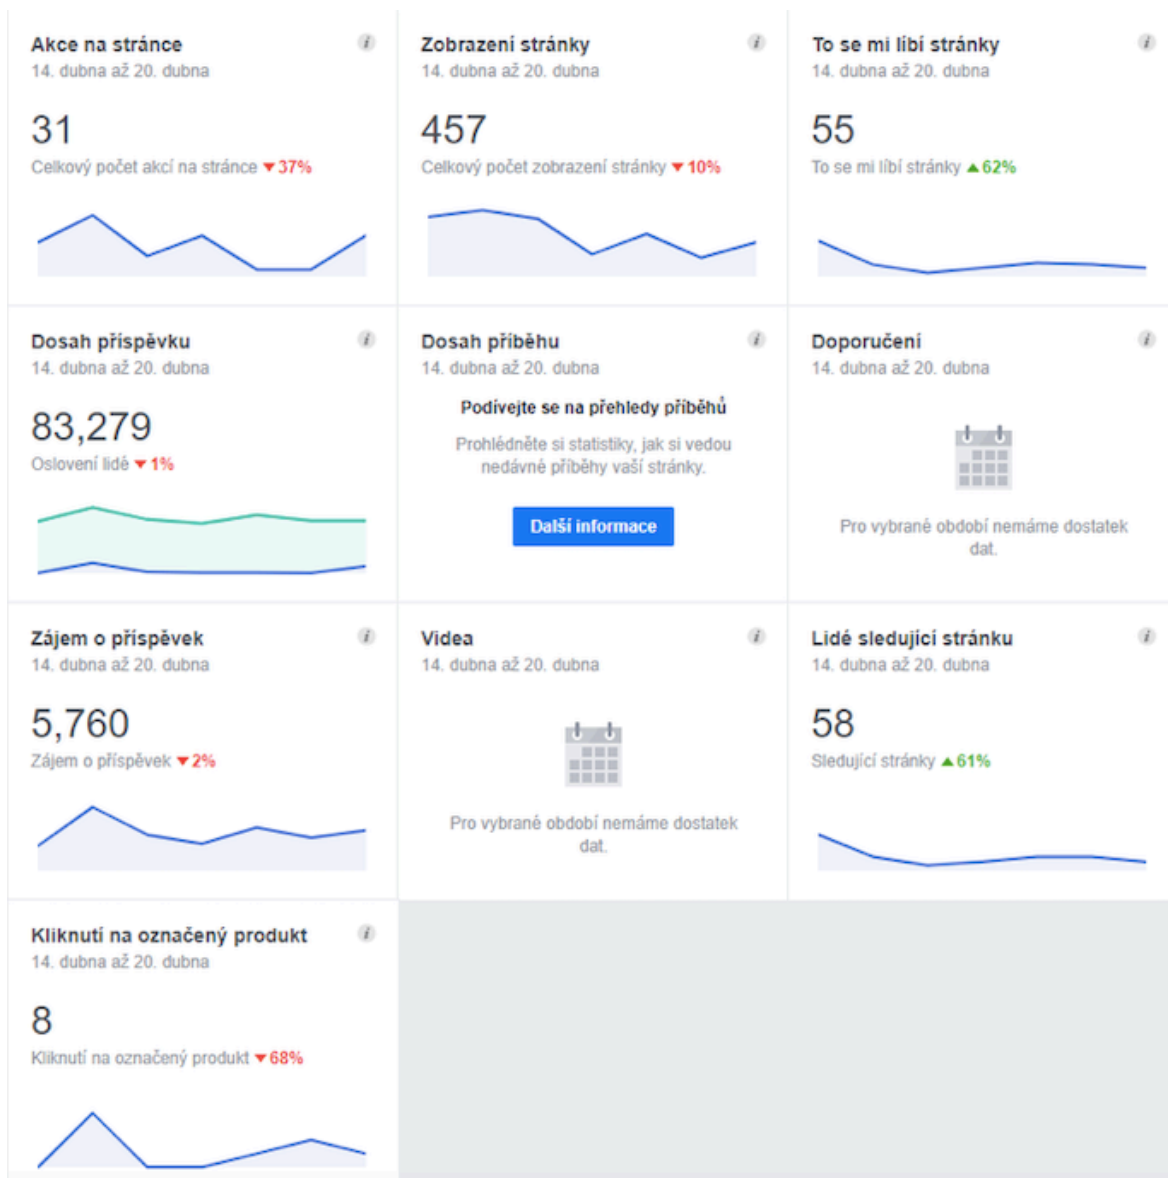 Akce na stránce
14. dubna až 20. dubna
31
Celkový počet akcí na stránce ▼37%
Zobrazení stránky
14. dubna až 20. dubna
457
Celkový počet zobrazení stránky ▼10%
To se mi líbí stránky
14. dubna až 20. dubna
55
To se mi líbí stránky ▲62%
Dosah příspěvku
14. dubna až 20. dubna
83,279
Oslovení lidé ▼1%
Dosah příběhu
14. dubna až 20. dubna
Podívejte se na přehledy příběhů
Prohlédněte si statistiky, jak si vedou
nedávné příběhy vaší stránky.
Další informace
Doporučení
14. dubna až 20. dubna
Pro vybrané období nemáme dostatek
dat.
Zájem o příspěvek
14. dubna až 20. dubna
5,760
Zájem o příspěvek ▼2%
Videa
14. dubna až 20. dubna
Pro vybrané období nemáme dostatek
dat.
Lidé sledující stránku
14. dubna až 20. dubna
58
Sledující stránky ▲61%
Kliknutí na označený produkt
14. dubna až 20. dubna
8
Kliknutí na označený produkt ▼68%